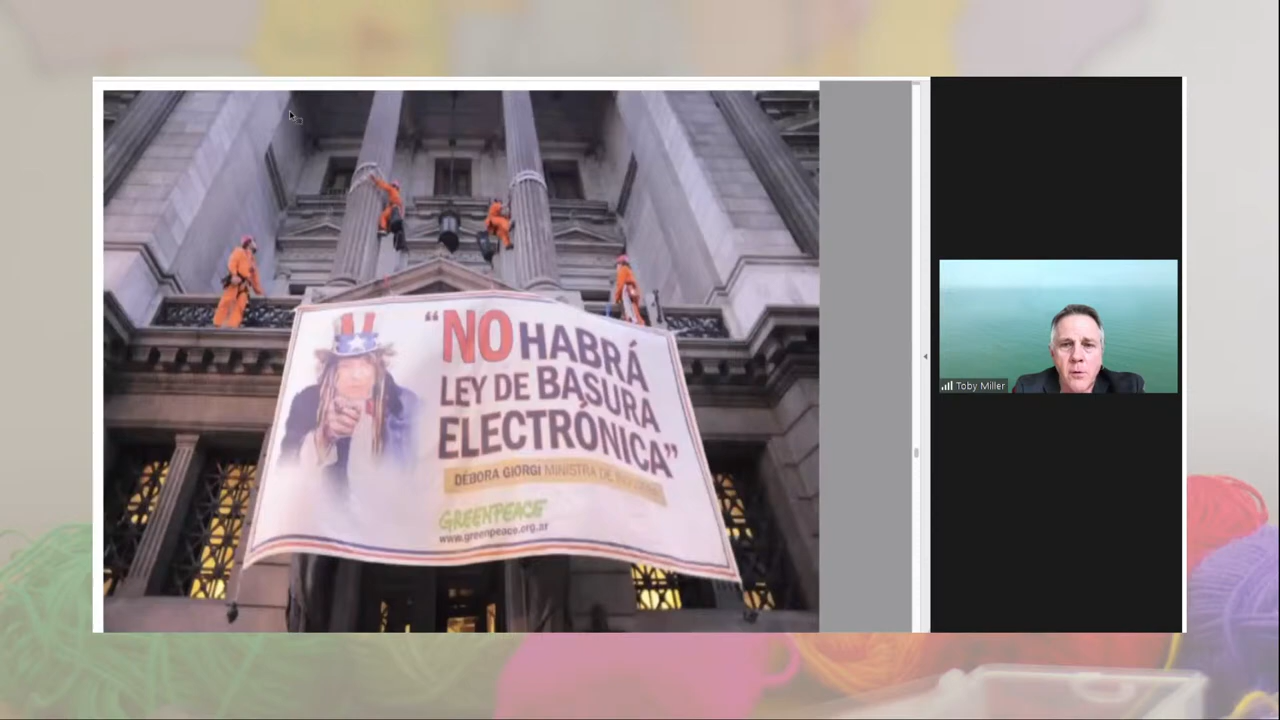 “NO HABRÁ
LEY DE BASURA
ELECTRÓNICA”
DÉBORA GIORGI MINISTRA DE
GREENPEACE
www.greenpeace.org.ar
Toby Miller